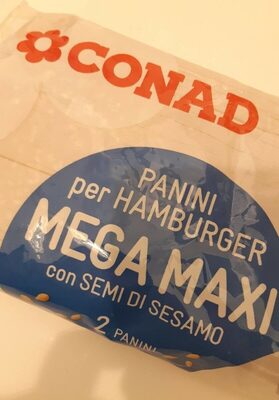 CONAD
PANINI
per HAMBURGER
MEGA MAXI
con SEMI DI SESAMO
2 PANINI